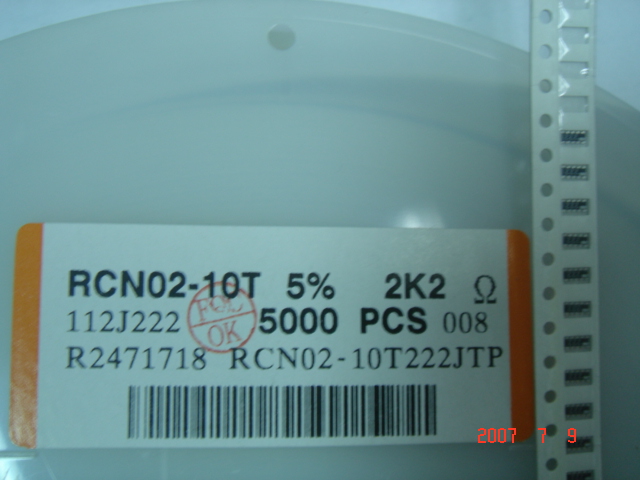 RCN02-10T 5% 2K2 Ω
112J222 5000 PCS 008
OK
R2471718 RCN02-10T222JTP
2007 7 9